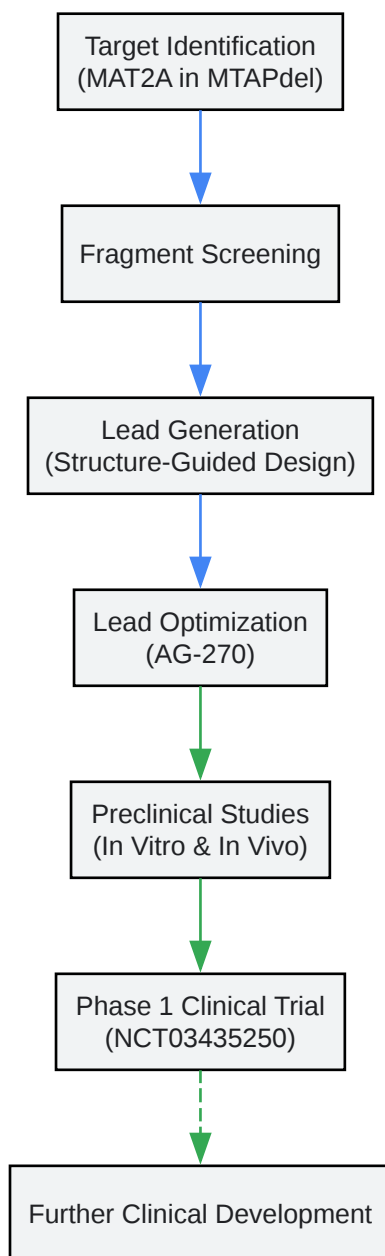 Target Identification
(MAT2A in MTAPdel)
Fragment Screening
Lead Generation
(Structure-Guided Design)
Lead Optimization
(AG-270)
Preclinical Studies
(In Vitro & In Vivo)
Phase 1 Clinical Trial
(NCT03435250)
Further Clinical Development